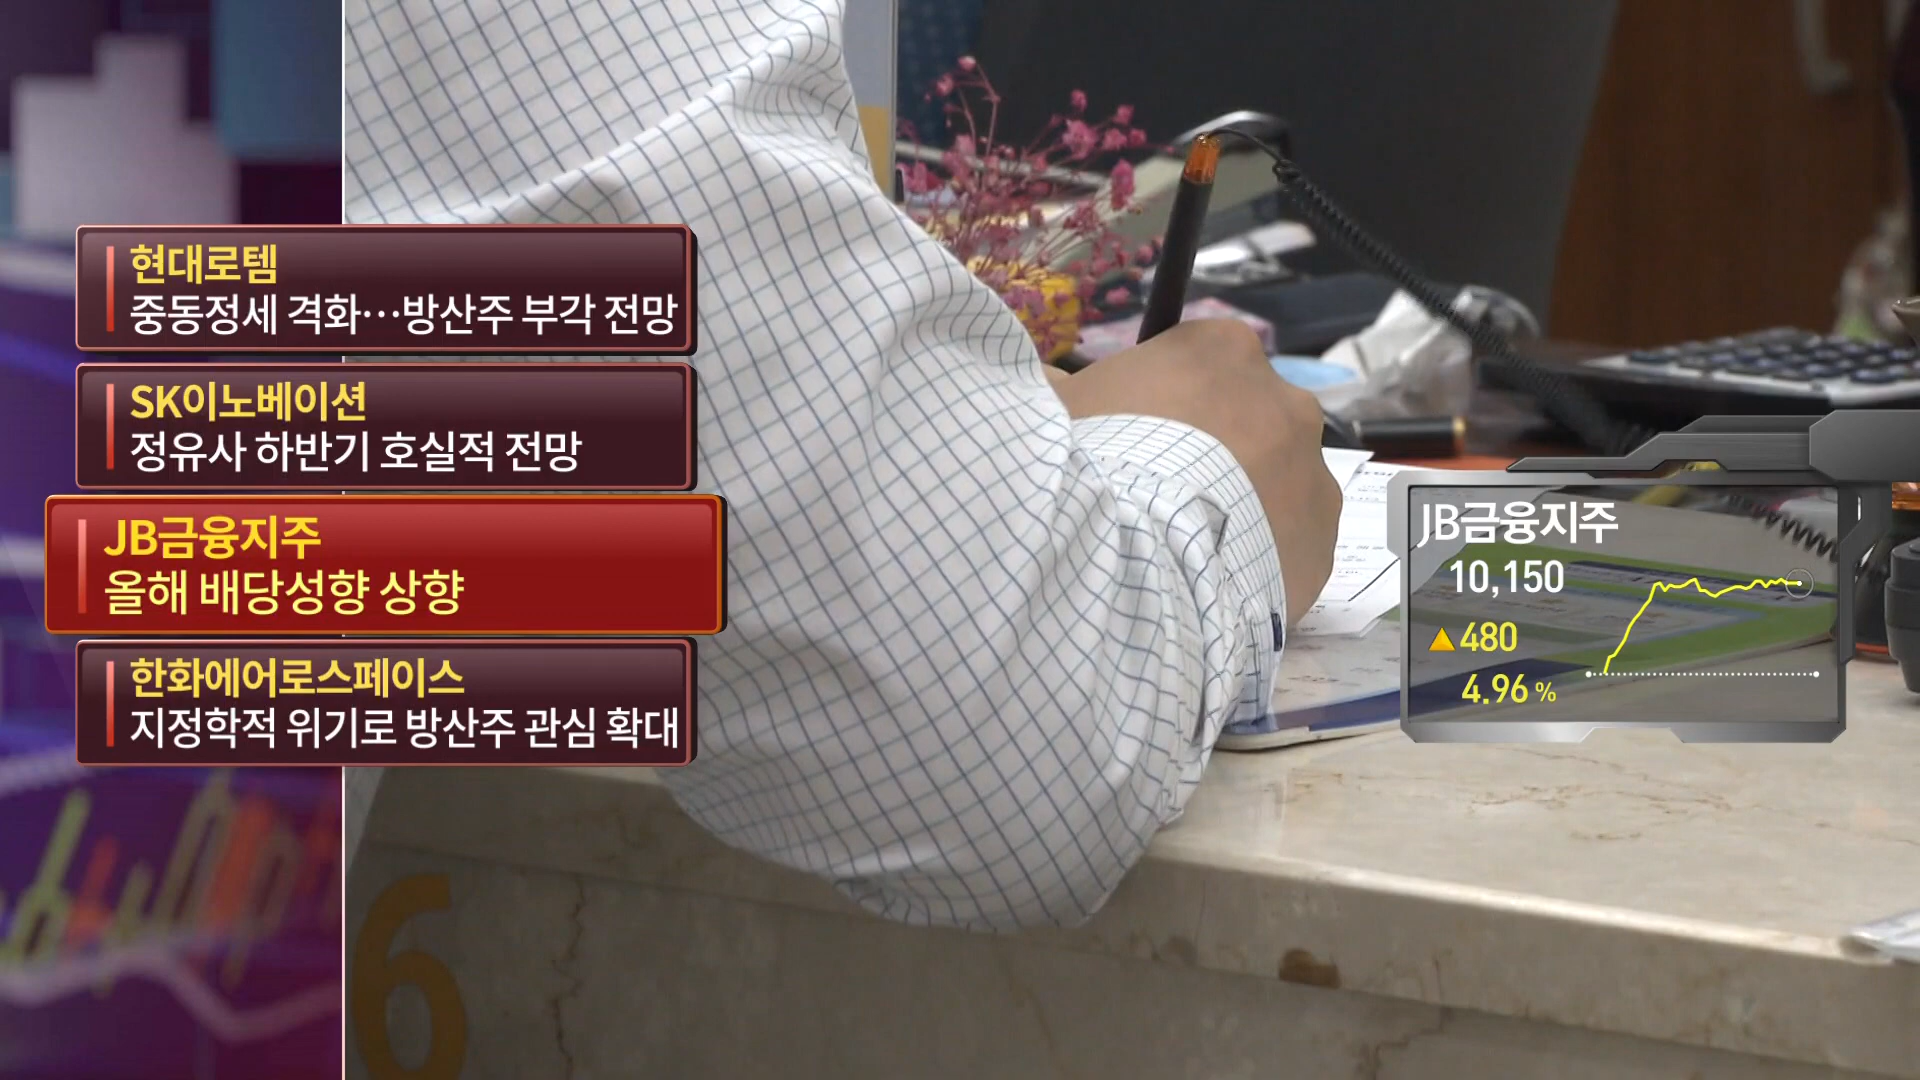 현대로템
중동정세 격화…방산주 부각 전망
SK이노베이션
정유사 하반기 호실적 전망
JB금융지주
올해 배당성향 상향
한화에어로스페이스
지정학적 위기로 방산주 관심 확대
JB금융지주
10,150
▲480
4.96 %
6